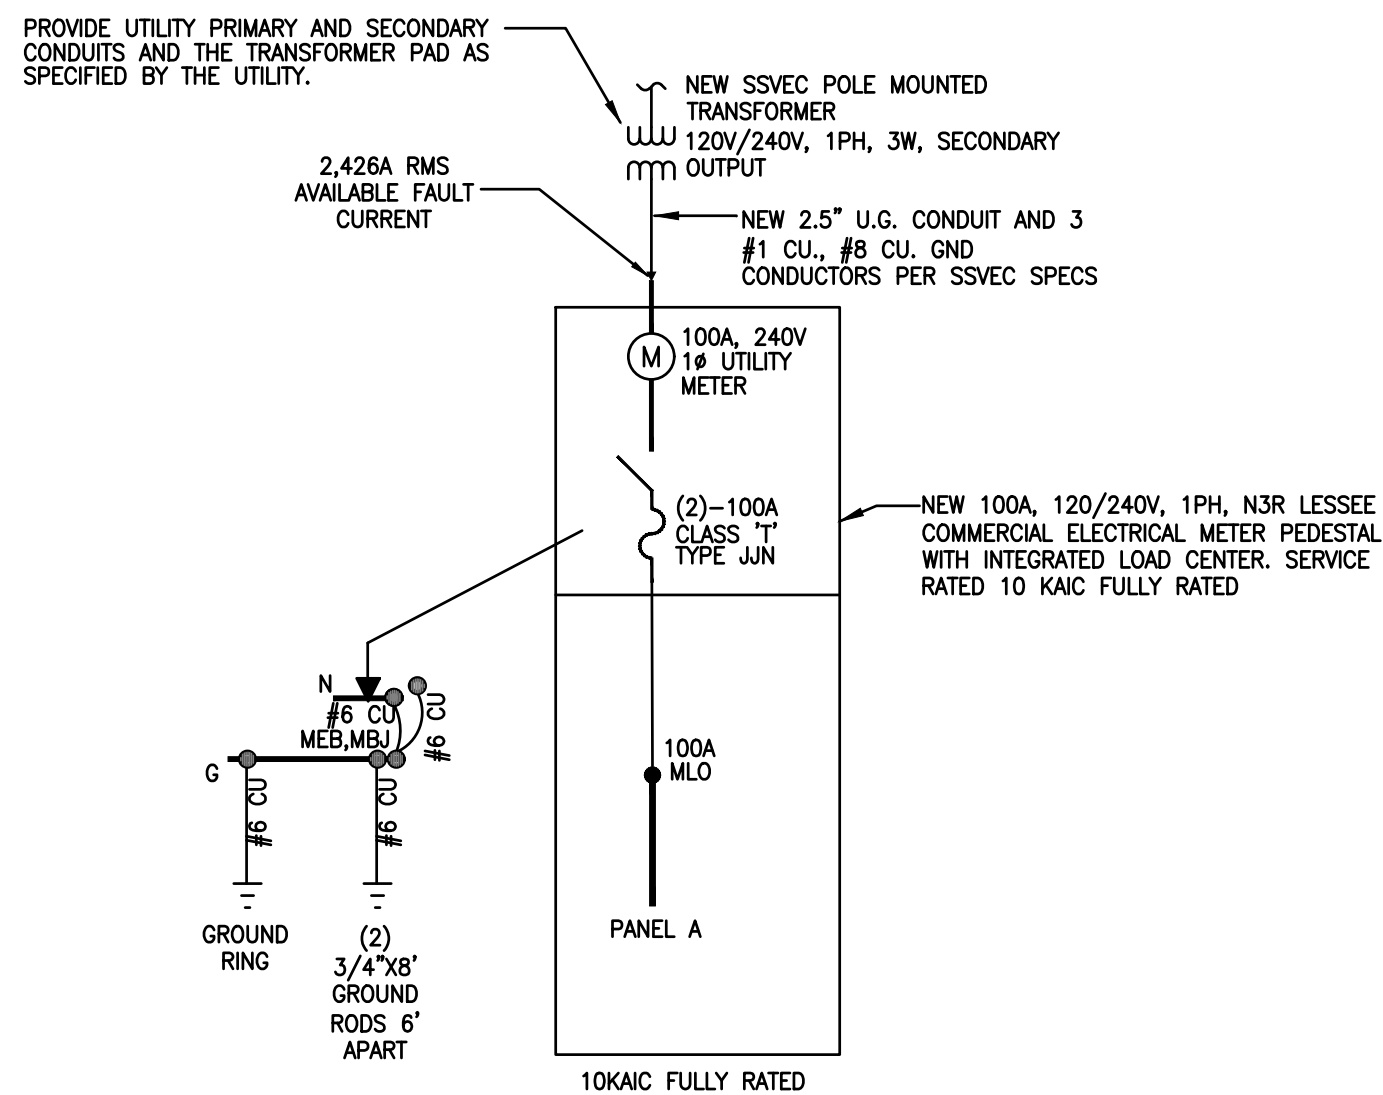 PROVIDE UTILITY PRIMARY AND SECONDARY
CONDUITS AND THE TRANSFORMER PAD AS
SPECIFIED BY THE UTILITY.
NEW SSVEC POLE MOUNTED
TRANSFORMER
120V/240V, 1PH, 3W, SECONDARY
OUTPUT
2,426A RMS
AVAILABLE FAULT
CURRENT
NEW 2.5" U.G. CONDUIT AND 3
#1 CU., #8 CU. GND
CONDUCTORS PER SSVEC SPECS
M
100A, 240V
1ø UTILITY
METER
(2)-100A
CLASS 'T'
TYPE JJN
NEW 100A, 120/240V, 1PH, N3R LESSEE
COMMERCIAL ELECTRICAL METER PEDESTAL
WITH INTEGRATED LOAD CENTER. SERVICE
RATED 10 KAIC FULLY RATED
N
#6 CU
MEB,MBJ
#6 CU
G
#6 CU
#6 CU
100A
MLO
GROUND
RING
(2)
3/4"X8'
GROUND
RODS 6'
APART
PANEL A
10KAIC FULLY RATED